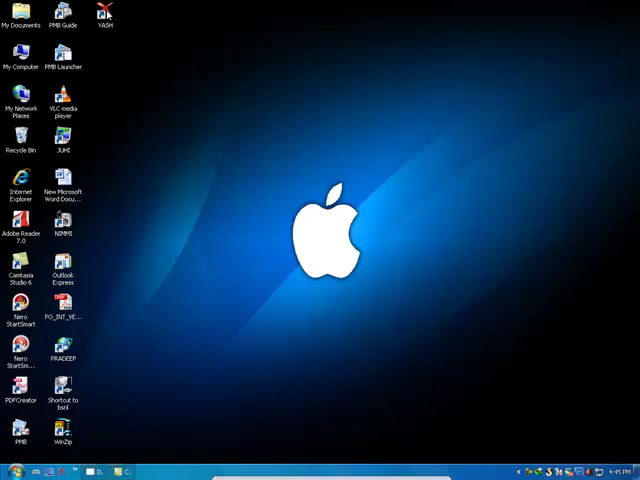 My Documents
PMB Guide
YASH
My Computer
PMB Launcher
My Network
Places
VLC media
player
Recycle Bin
JUHI
Internet
Explorer
New Microsoft
Word Docu...
Adobe Reader
7.0
NIMMI
Camtasia
Studio 6
Outlook
Express
Nero
StartSmart
PO_INT_VE...
Nero
StartSm...
PRADEEP
PDFCreator
Shortcut to
bsnl
PMB
WinZip
D.
C.
4:45 PM